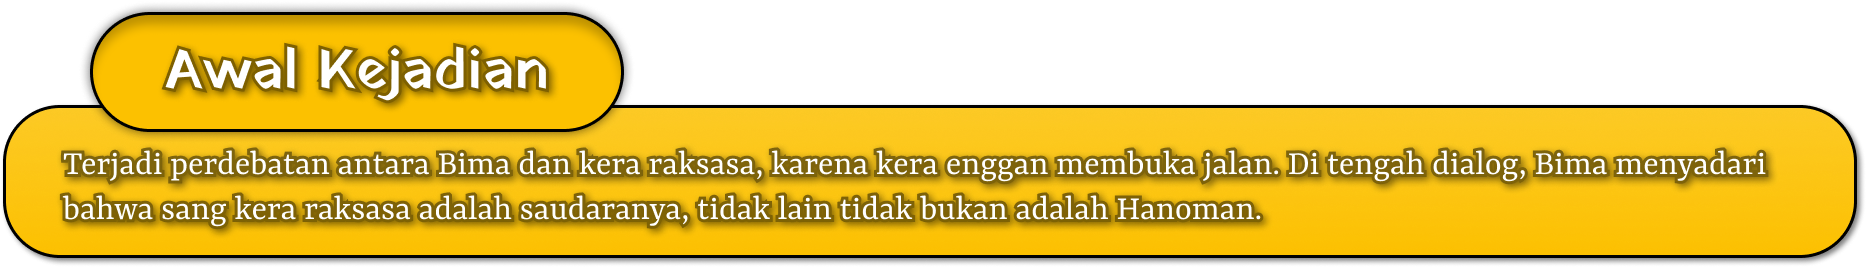 Awal Kejadian
Terjadi perdebatan antara Bima dan kera raksasa, karena kera enggan membuka jalan. Di tengah dialog, Bima menyadari
bahwa sang kera raksasa adalah saudaranya, tidak lain tidak bukan adalah Hanoman.